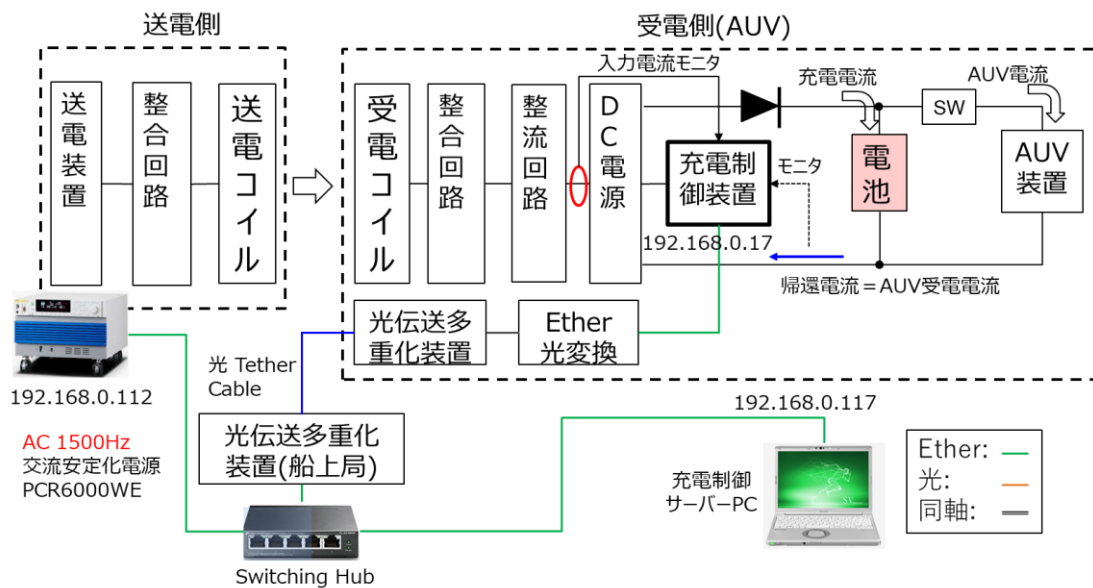 送電側
受電側(AUV)
送電装置
整合回路
送電コイル
受電コイル
整合回路
整流回路
入力電流モニタ
DC電源
充電制
御装置
192.168.0.17
充電電流
電池
モニタ
SW
AUV電流
AUV
装置
帰還電流＝AUV受電電流
光伝送多
重化装置
Ether
光変換
192.168.0.112
AC 1500Hz
交流安定化電源
PCR6000WE
光 Tether
Cable
光伝送多重化
装置(船上局)
Switching Hub
192.168.0.117
充電制御
サーバーPC
Ether:
光:
同軸: